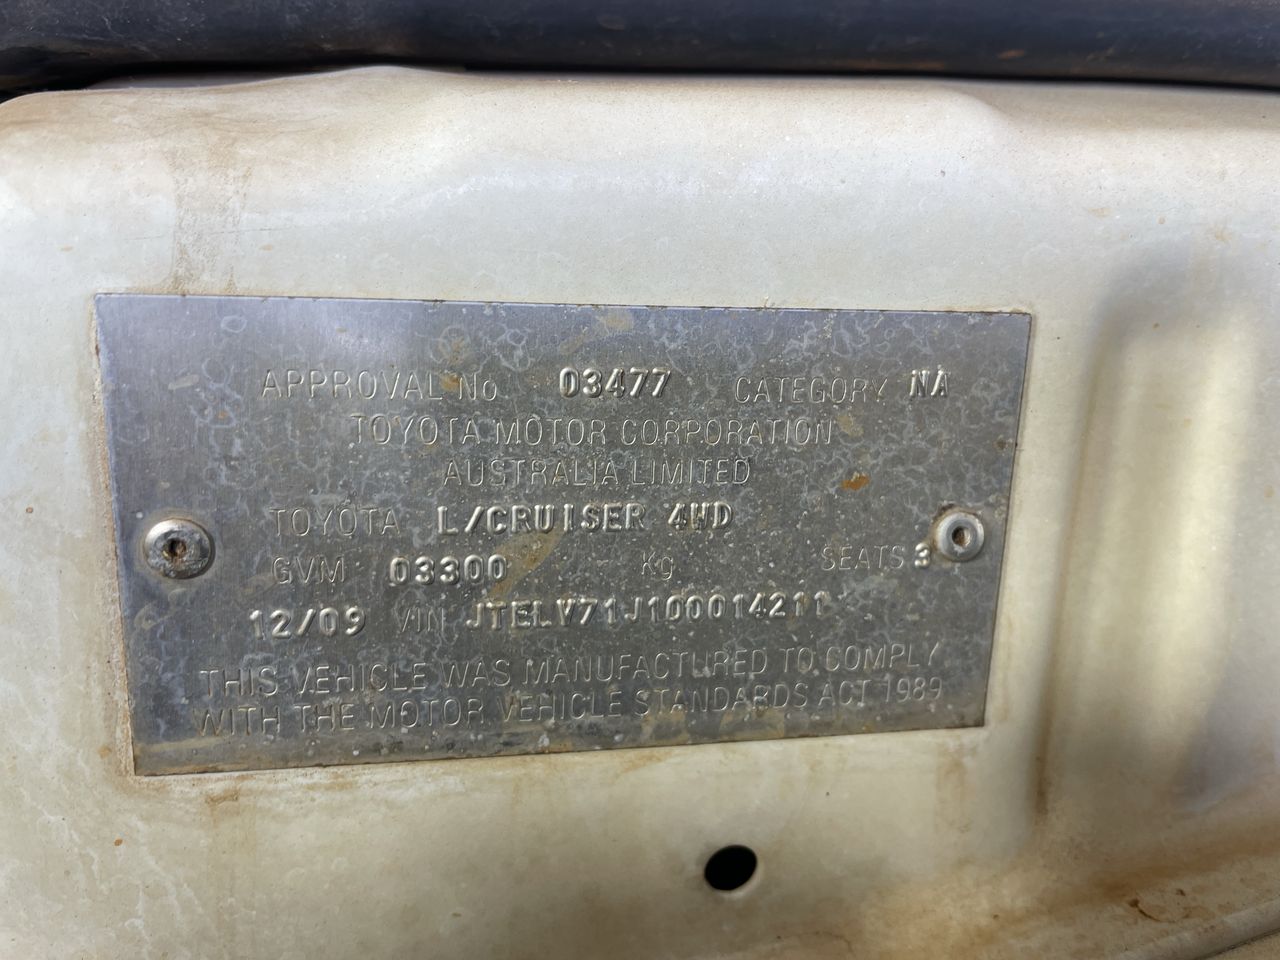 APPROVAL No 03477 CATEGORY NA
TOYOTA MOTOR CORPORATION
AUSTRALIA LIMITED
TOYOTA L/CRUISER 4WD
GVM 03300 Kg SEATS 3
12/09 VIN JTELV71J100014211
THIS VEHICLE WAS MANUFACTURED TO COMPLY
WITH THE MOTOR VEHICLE STANDARDS ACT 1989